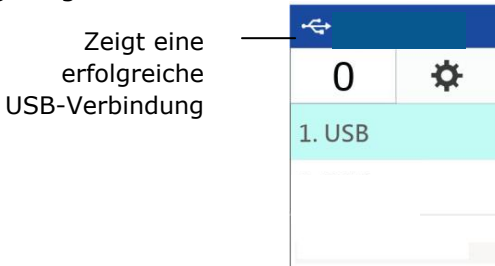 Zeigt eine
erfolgreiche
USB-Verbindung
0
1. USB